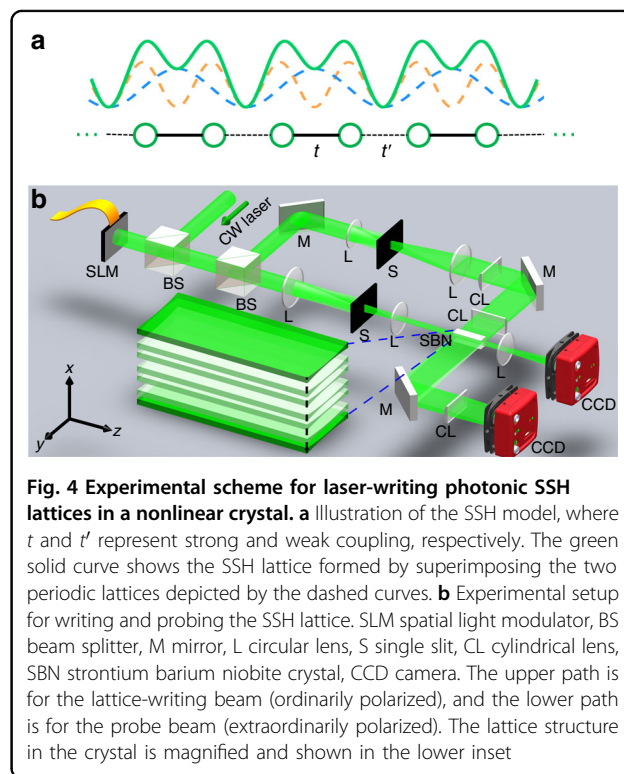 a
t t′
b
CW laser
SLM
BS
BS
M
L
S
L
CL
M
L
S
L
CL
SBN
L
CCD
M
CL
CCD
x
y
z
Fig. 4 Experimental scheme for laser-writing photonic SSH
lattices in a nonlinear crystal. a Illustration of the SSH model, where
t and t′ represent strong and weak coupling, respectively. The green
solid curve shows the SSH lattice formed by superimposing the two
periodic lattices depicted by the dashed curves. b Experimental setup
for writing and probing the SSH lattice. SLM spatial light modulator, BS
beam splitter, M mirror, L circular lens, S single slit, CL cylindrical lens,
SBN strontium barium niobite crystal, CCD camera. The upper path is
for the lattice-writing beam (ordinarily polarized), and the lower path
is for the probe beam (extraordinarily polarized). The lattice structure
in the crystal is magnified and shown in the lower inset